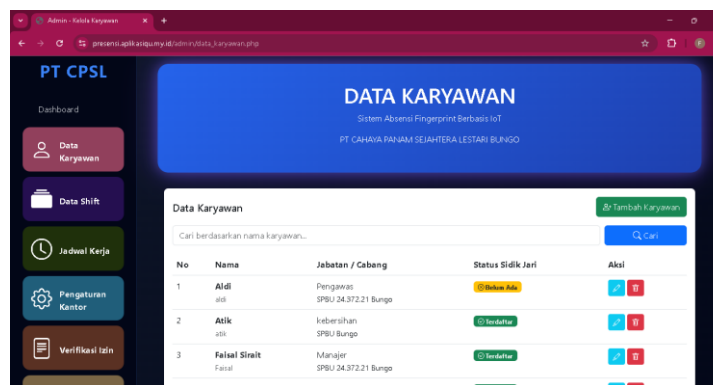 Admin - Kelola Karyawan
presensi.aplikasiqu.my.id/admin/data_karyawan.php
PT CPSL
Dashboard
Data Karyawan
Data Shift
Jadwal Kerja
Pengaturan Kantor
Verifikasi Izin
DATA KARYAWAN
Sistem Absensi Fingerprint Berbasis IoT
PT CAHAYA PANAM SEJAHTERA LESTARI BUNGO
Data Karyawan
Tambah Karyawan
Cari berdasarkan nama karyawan...
Cari
No Nama Jabatan / Cabang Status Sidik Jari Aksi
1 Aldi Pengawas Belum Ada
aldi SPBU 24.372.21 Bungo
2 Atik kebersihan Terdaftar
atik SPBU Bungo
3 Faisal Sirait Manajer Terdaftar
Faisal SPBU 24.372.21 Bungo